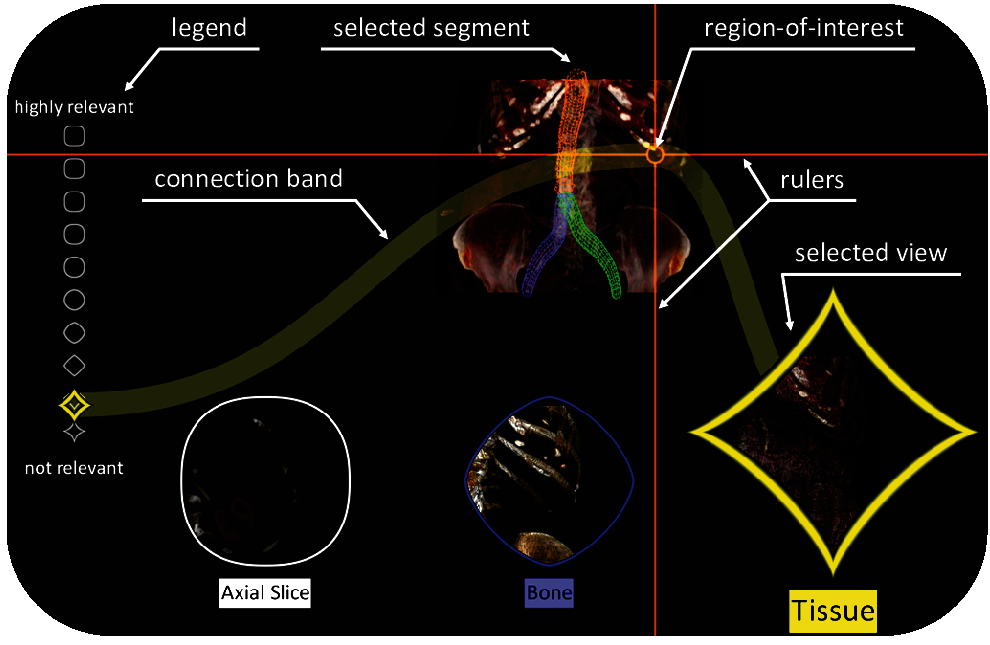 legend
selected segment
region-of-interest
highly relevant
connection band
rulers
selected view
not relevant
Axial Slice
Bone
Tissue